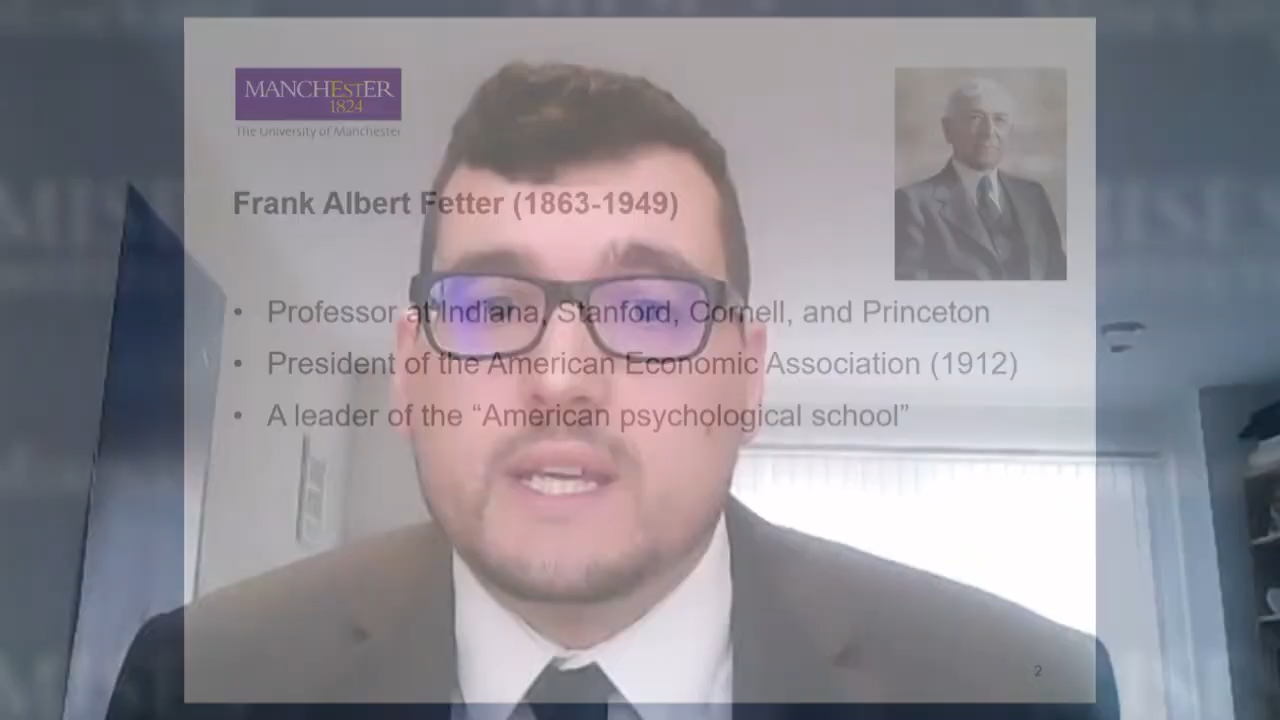 MANCHEstER
1824
The University of Manchester
Frank Albert Fetter (1863-1949)
• Professor at Indiana, Stanford, Cornell, and Princeton
• President of the American Economic Association (1912)
• A leader of the “American psychological school”
2